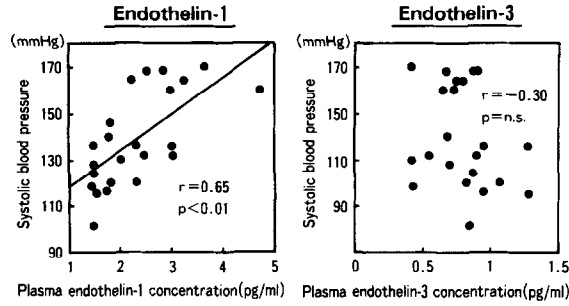 Endothelin-1
(mmHg)
Systolic blood pressure
170
150
130
110
90
r=0.65
p<0.01
1
2
3
4
5
Plasma endothelin-1 concentration(pg/ml)
Endothelin-3
(mmHg)
Systolic blood pressure
170
150
130
110
90
r=-0.30
p=n.s.
0
0.5
1
1.5
Plasma endothelin-3 concentration(pg/ml)